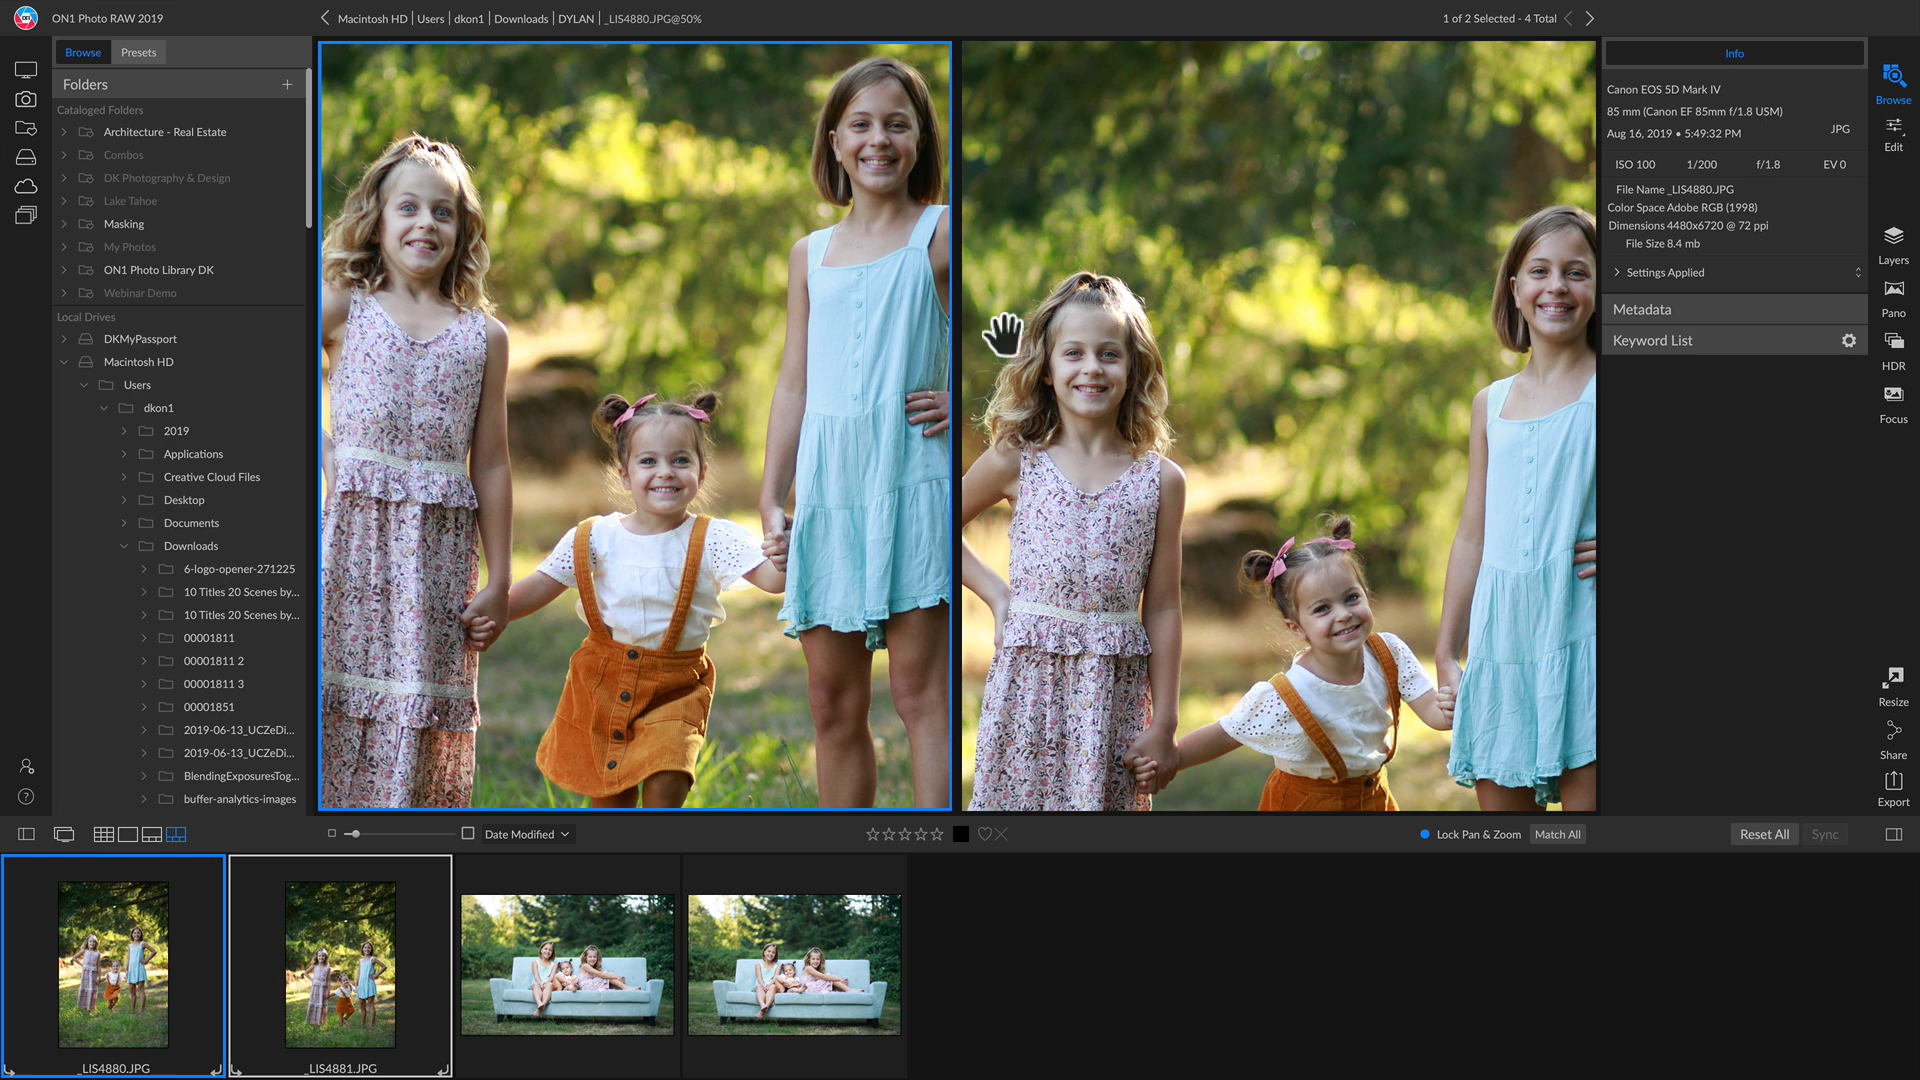 ON1 Photo RAW 2019
Macintosh HD | Users | dkon1 | Downloads | DYLAN | _LIS4880.JPG@50%
1 of 2 Selected - 4 Total
Browse
Presets
Folders
Cataloged Folders
Architecture - Real Estate
Combos
DK Photography & Design
Lake Tahoe
Masking
My Photos
ON1 Photo Library DK
Webinar Demo
Local Drives
DKMyPassport
Macintosh HD
Users
dkon1
2019
Applications
Creative Cloud Files
Desktop
Documents
Downloads
6-logo-opener-271225
10 Titles 20 Scenes by...
10 Titles 20 Scenes by...
00001811
00001811 2
00001811 3
00001851
2019-06-13_UCZeDi...
2019-06-13_UCZeDi...
BlendingExposuresTog...
buffer-analytics-images
Info
Canon EOS 5D Mark IV
85 mm (Canon EF 85mm f/1.8 USM)
Aug 16, 2019 • 5:49:32 PM
JPG
ISO 100 1/200 f/1.8 EV 0
File Name _LIS4880.JPG
Color Space Adobe RGB (1998)
Dimensions 4480x6720 @ 72 ppi
File Size 8.4 mb
Settings Applied
Metadata
Keyword List
Browse
Edit
Layers
Pano
HDR
Focus
Resize
Share
Export
Date Modified
Lock Pan & Zoom
Match All
Reset All
Sync
_LIS4880.JPG
_LIS4881.JPG